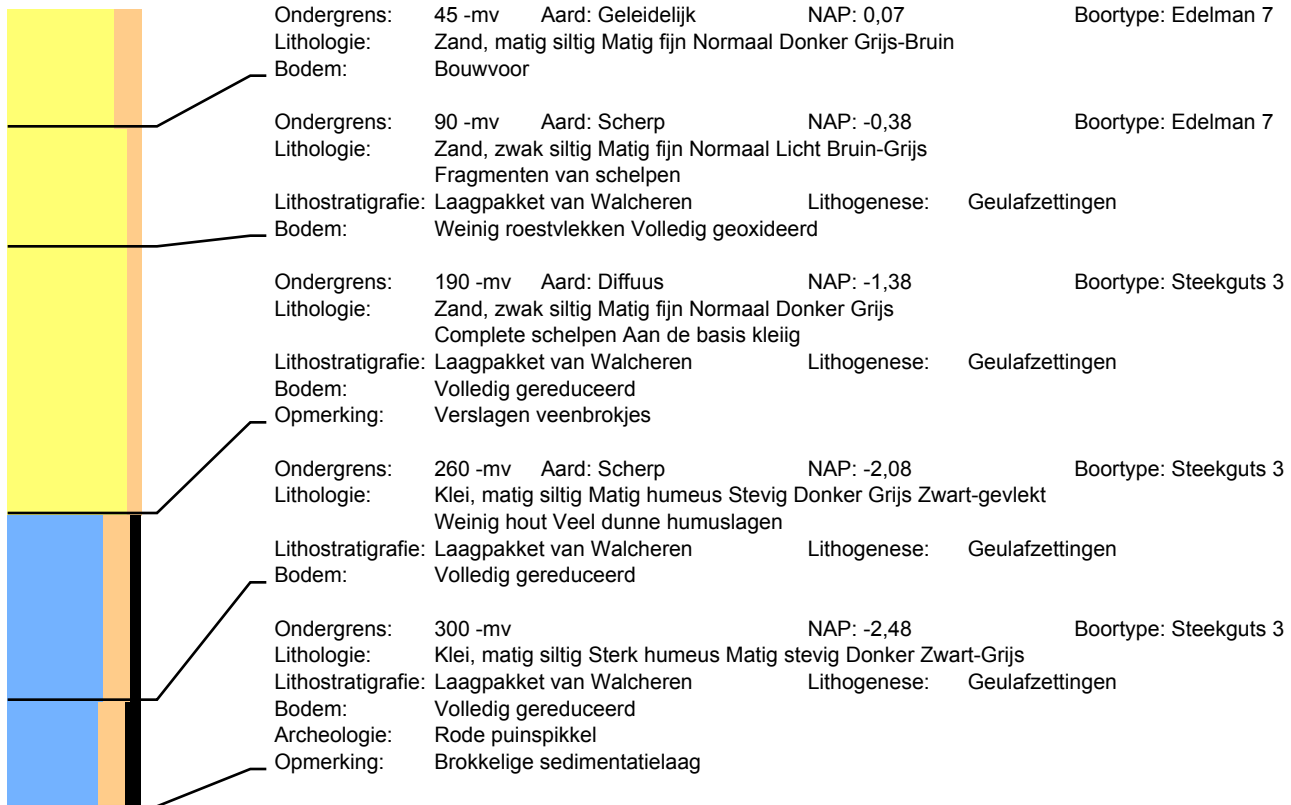 Ondergrens: 45 -mv Aard: Geleidelijk NAP: 0,07 Boortype: Edelman 7
Lithologie: Zand, matig siltig Matig fijn Normaal Donker Grijs-Bruin
Bodem: Bouwvoor
Ondergrens: 90 -mv Aard: Scherp NAP: -0,38 Boortype: Edelman 7
Lithologie: Zand, zwak siltig Matig fijn Normaal Licht Bruin-Grijs
Fragmenten van schelpen
Lithostratigrafie: Laagpakket van Walcheren Lithogenese: Geulafzettingen
Bodem: Weinig roestvlekken Volledig geoxideerd
Ondergrens: 190 -mv Aard: Diffuus NAP: -1,38 Boortype: Steekguts 3
Lithologie: Zand, zwak siltig Matig fijn Normaal Donker Grijs
Complete schelpen Aan de basis kleiig
Lithostratigrafie: Laagpakket van Walcheren Lithogenese: Geulafzettingen
Bodem: Volledig gereduceerd
Opmerking: Verslagen veenbrokjes
Ondergrens: 260 -mv Aard: Scherp NAP: -2,08 Boortype: Steekguts 3
Lithologie: Klei, matig siltig Matig humeus Stevig Donker Grijs Zwart-gevlekt
Weinig hout Veel dunne humuslagen
Lithostratigrafie: Laagpakket van Walcheren Lithogenese: Geulafzettingen
Bodem: Volledig gereduceerd
Ondergrens: 300 -mv NAP: -2,48 Boortype: Steekguts 3
Lithologie: Klei, matig siltig Sterk humeus Matig stevig Donker Zwart-Grijs
Lithostratigrafie: Laagpakket van Walcheren Lithogenese: Geulafzettingen
Bodem: Volledig gereduceerd
Archeologie: Rode puinspikkel
Opmerking: Brokkelige sedimentatielaag